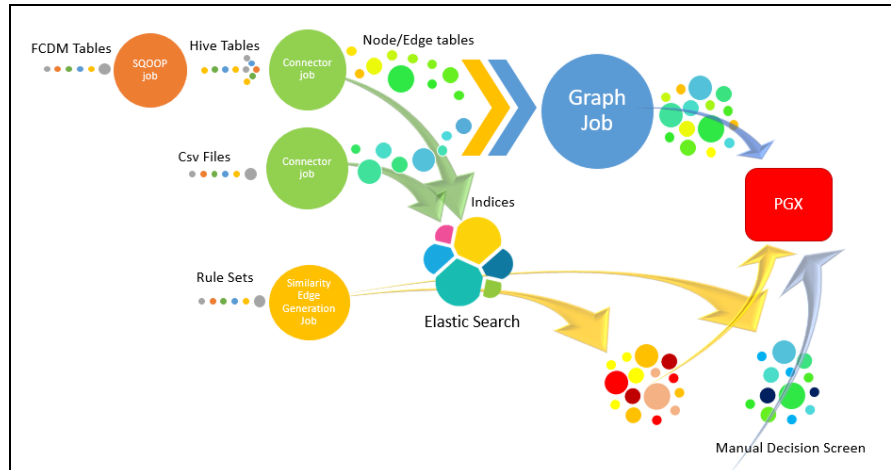 FCDM Tables
SQOOP
job
Hive Tables
Connector
job
Node/Edge tables
Graph
Job
Csv Files
Connector
job
Indices
PGX
Rule Sets
Similarity
Edge
Generation
Job
Elastic Search
Manual Decision Screen